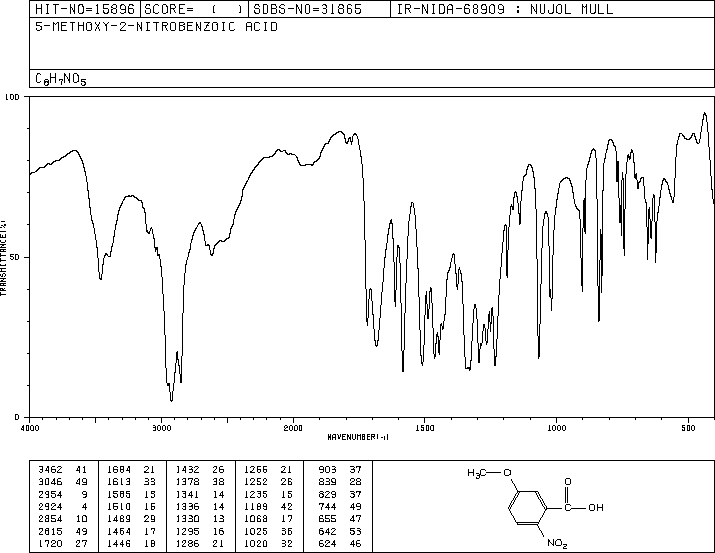 HIT-NO=15896 SCORE= ( ) SDBS-NO=31865 IR-NIDA-68909 : NUJOL MULL
5-METHOXY-2-NITROBENZOIC ACID
C8H7NO5
100
TRANSMITTANCE(%)
50
0
4000 3000 2000 1500 1000 500
WAVENUMBER(-1)
3462 41 1684 21 1432 26 1266 21 903 37
3046 49 1613 33 1378 38 1252 26 839 28
2954 9 1585 13 1341 14 1235 15 829 37
2924 4 1510 16 1336 14 1189 42 744 49
2854 10 1489 29 1330 13 1068 17 655 47
2615 49 1464 17 1295 16 1025 36 642 53
1720 27 1446 18 1286 21 1020 32 624 46
H3C O
O
OH
NO2